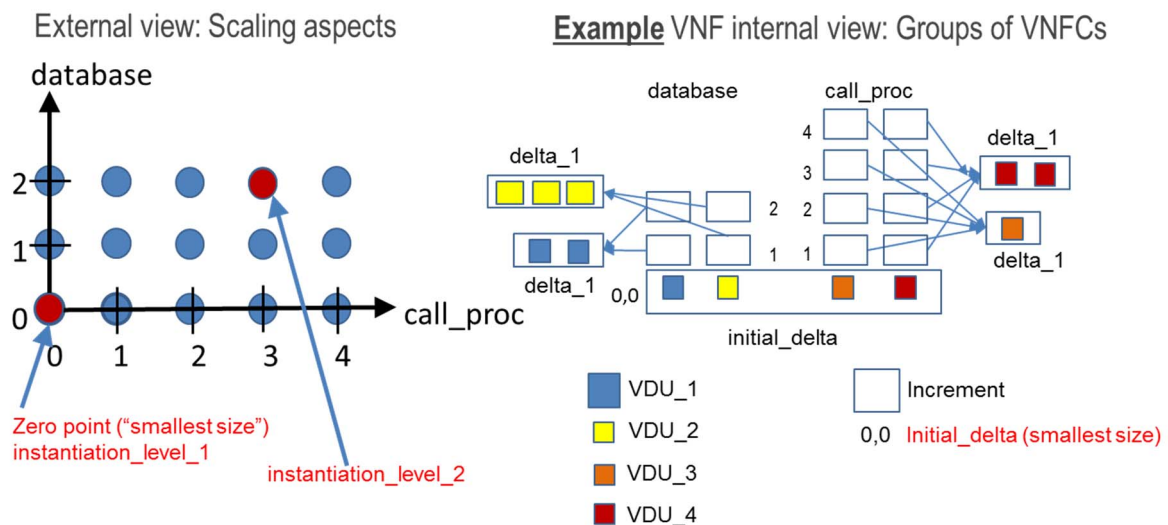 External view: Scaling aspects
database
2
1
0
call_proc
0 1 2 3 4
Zero point (“smallest size”)
instantiation_level_1
instantiation_level_2
Example VNF internal view: Groups of VNFCs
database
call_proc
4
delta_1
delta_1
3
2
2
1
1
delta_1
delta_1
0,0
initial_delta
VDU_1
VDU_2
VDU_3
VDU_4
Increment
0,0 Initial_delta (smallest size)